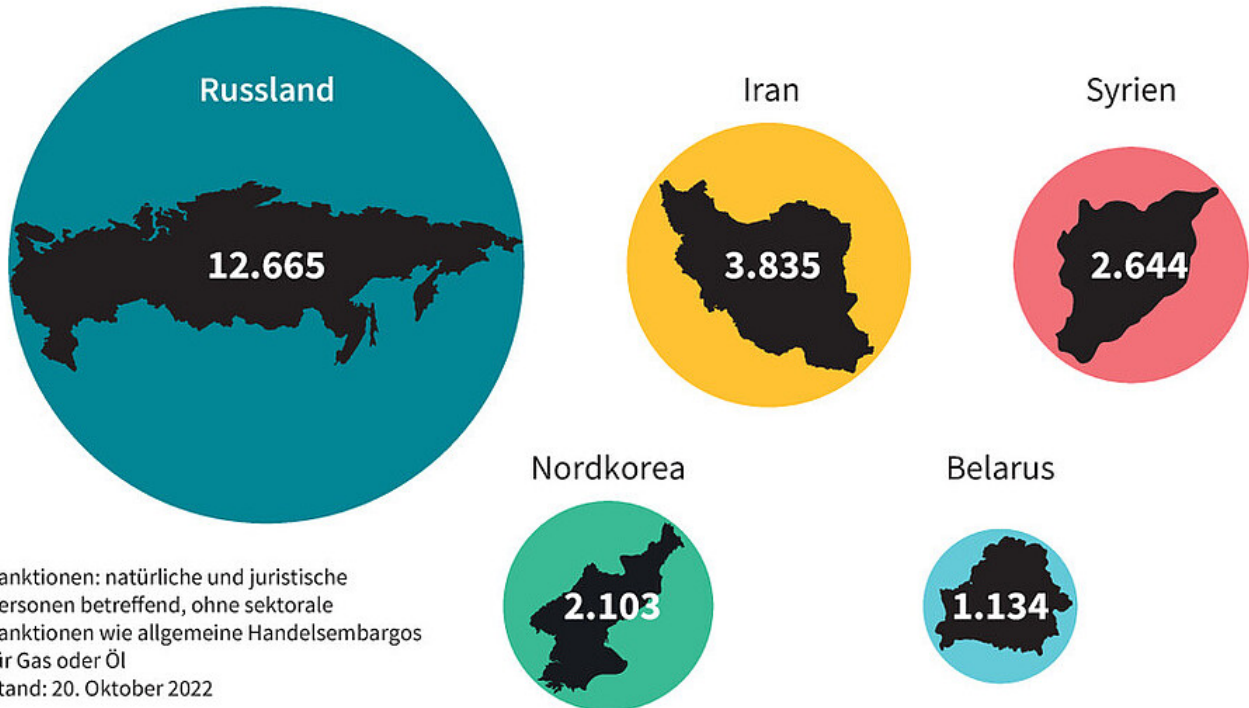 Russland
12.665
Iran
3.835
Syrien
2.644
Nordkorea
2.103
Belarus
1.134
anktionen: natürliche und juristische
ersonen betreffend, ohne sektorale
anktionen wie allgemeine Handelsembargos
ür Gas oder Öl
tand: 20. Oktober 2022